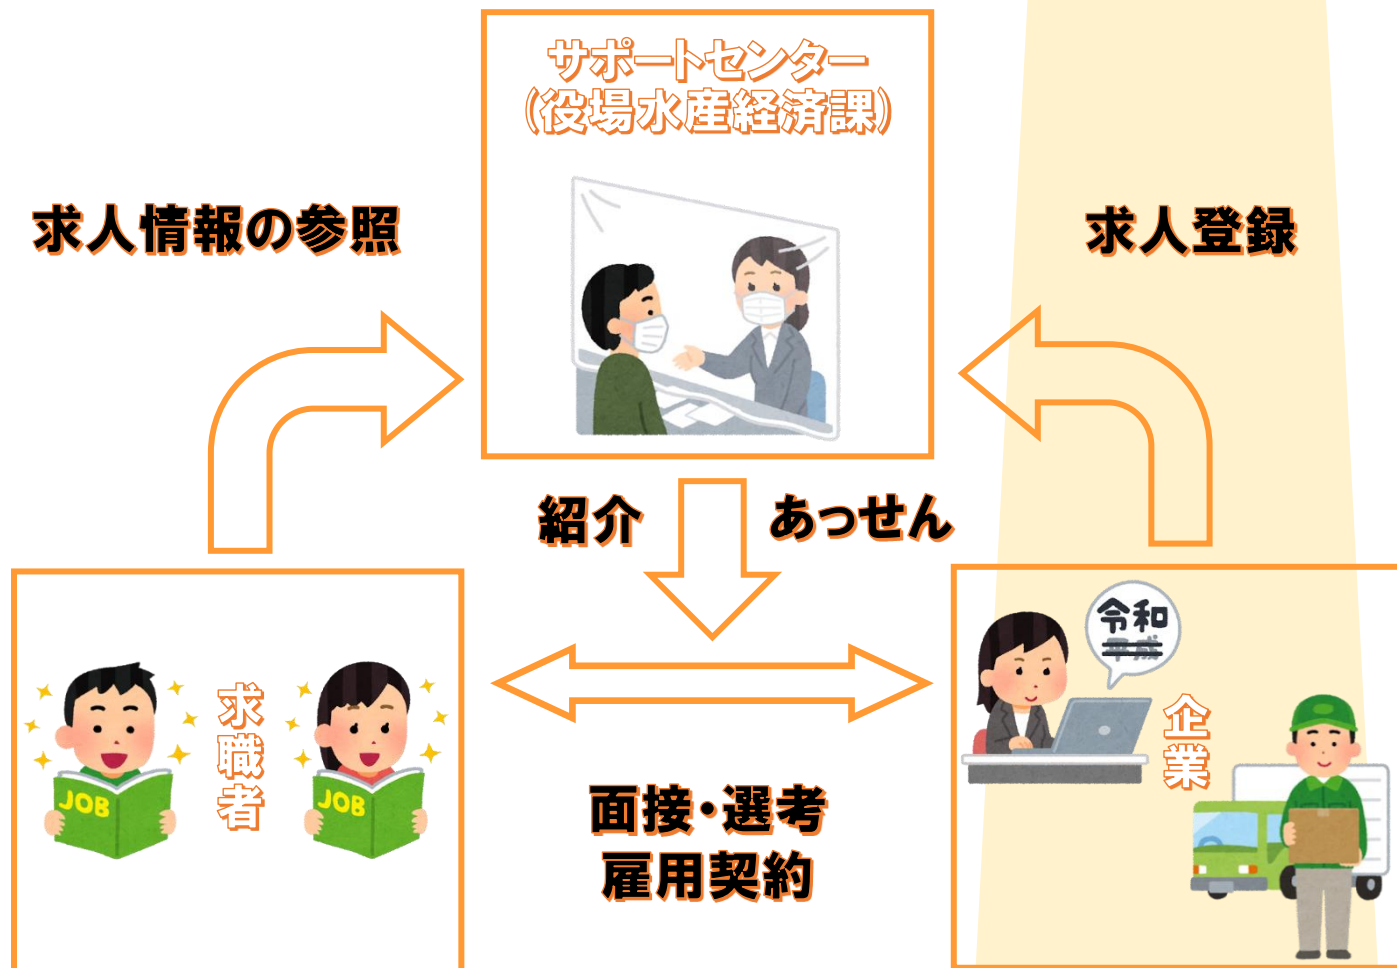 サポートセンター
(役場水産経済課)
求人情報の参照
求人登録
紹介
あっせん
令和
平成
JOB
求職者
JOB
企業
面接・選考
雇用契約